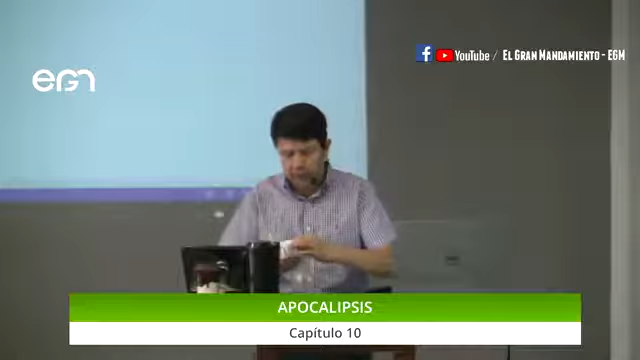 EGM
YouTube / El Gran Mandamiento - EGM
APOCALIPSIS
Capítulo 10